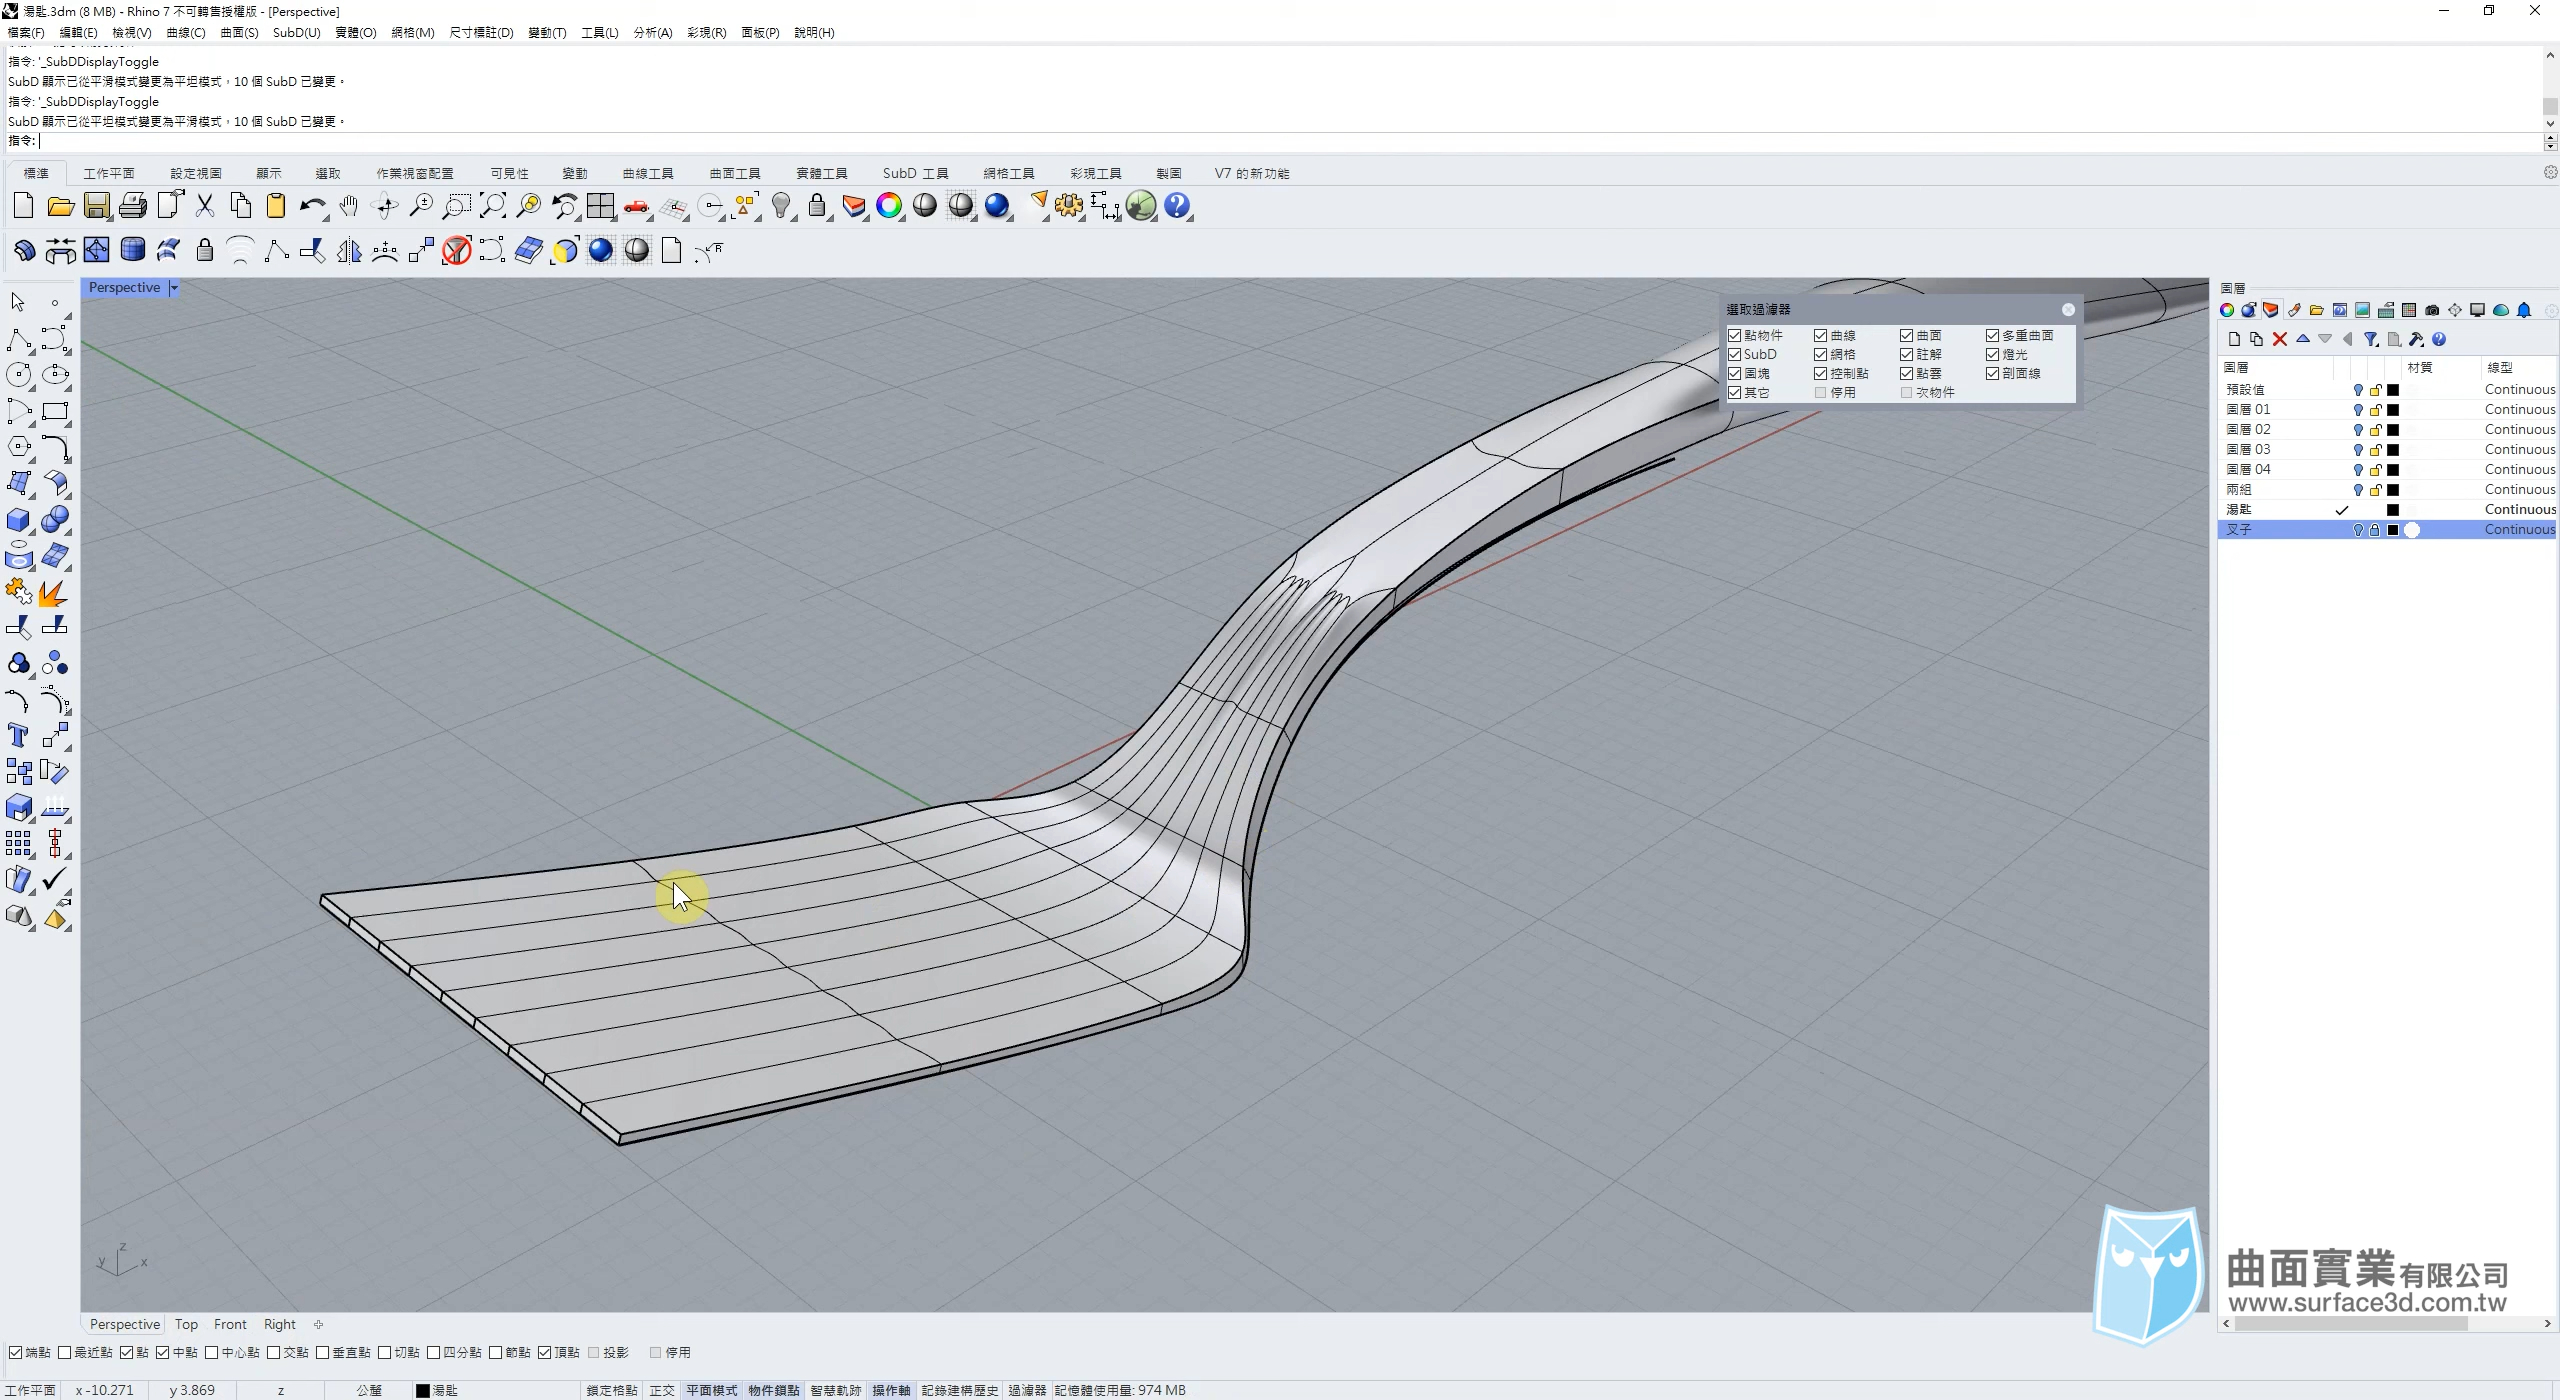 湯匙.3dm (8 MB) - Rhino 7 不可轉售授權版 - [Perspective]
檔案(F) 編輯(E) 檢視(V) 曲線(C) 曲面(S) SubD(U) 實體(O) 網格(M) 尺寸標註(D) 變動(T) 工具(L) 分析(A) 彩現(R) 面板(P) 說明(H)
指令: '_SubDDisplayToggle
SubD 顯示已從平滑模式變更為平坦模式，10 個 SubD 已變更。
指令: '_SubDDisplayToggle
SubD 顯示已從平坦模式變更為平滑模式，10 個 SubD 已變更。
指令:
標準 工作平面 設定視圖 顯示 選取 作業視窗配置 可見性 變動 曲線工具 曲面工具 實體工具 SubD 工具 網格工具 彩現工具 製圖 V7 的新功能
Perspective
選取過濾器
點物件 曲線 曲面 多重曲面
SubD 網格 註解 燈光
圖塊 控制點 點雲 剖面線
其它 停用 次物件
圖層
圖層 材質 線型
預設值 Continuous
圖層 01 Continuous
圖層 02 Continuous
圖層 03 Continuous
圖層 04 Continuous
兩組 Continuous
湯匙 Continuous
叉子 Continuous
z
y x
曲面實業有限公司
www.surface3d.com.tw
Perspective Top Front Right
端點 最近點 點 中點 中心點 交點 垂直點 切點 四分點 節點 頂點 投影 停用
工作平面 x -10.271 y 3.869 z 公釐 湯匙 鎖定格點 正交 平面模式 物件鎖點 智慧軌跡 操作軸 記錄建構歷史 過濾器 記憶體使用量: 974 MB